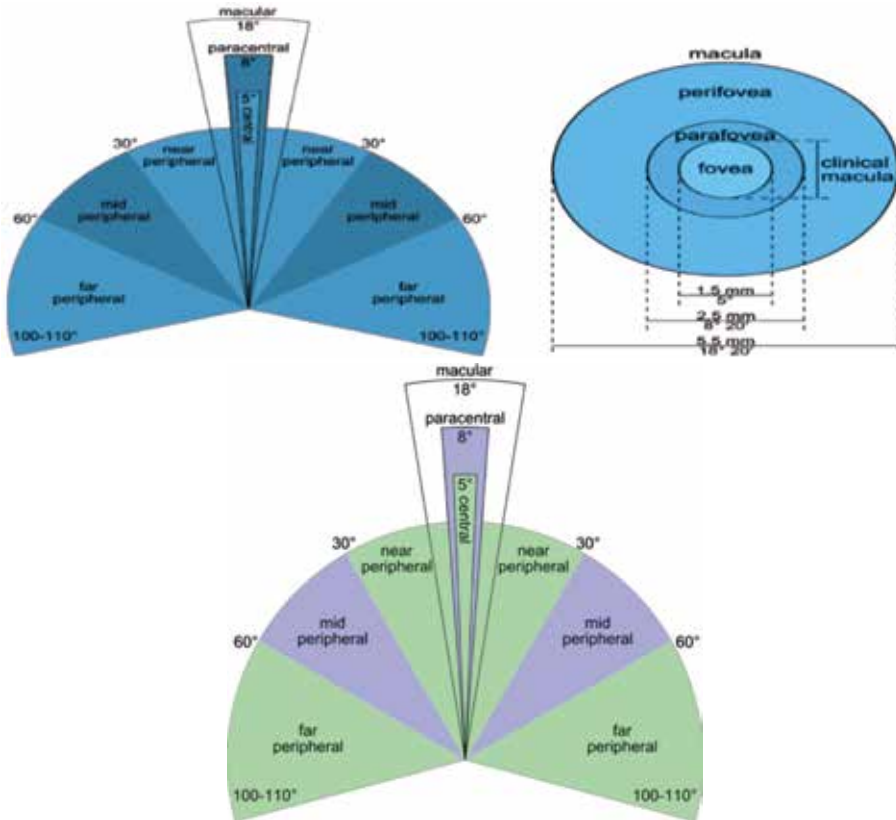 macular
18°
paracentral
8°
5° central
30°
near
peripheral
near
peripheral
30°
60°
mid
peripheral
mid
peripheral
60°
far
peripheral
far
peripheral
100-110°
100-110°
macula
perifovea
parafovea
fovea
clinical
macula
1.5 mm
5°
2.5 mm
8° 20'
5.5 mm
18° 20'
macular
18°
paracentral
8°
5° central
30°
near
peripheral
near
peripheral
30°
60°
mid
peripheral
mid
peripheral
60°
far
peripheral
far
peripheral
100-110°
100-110°